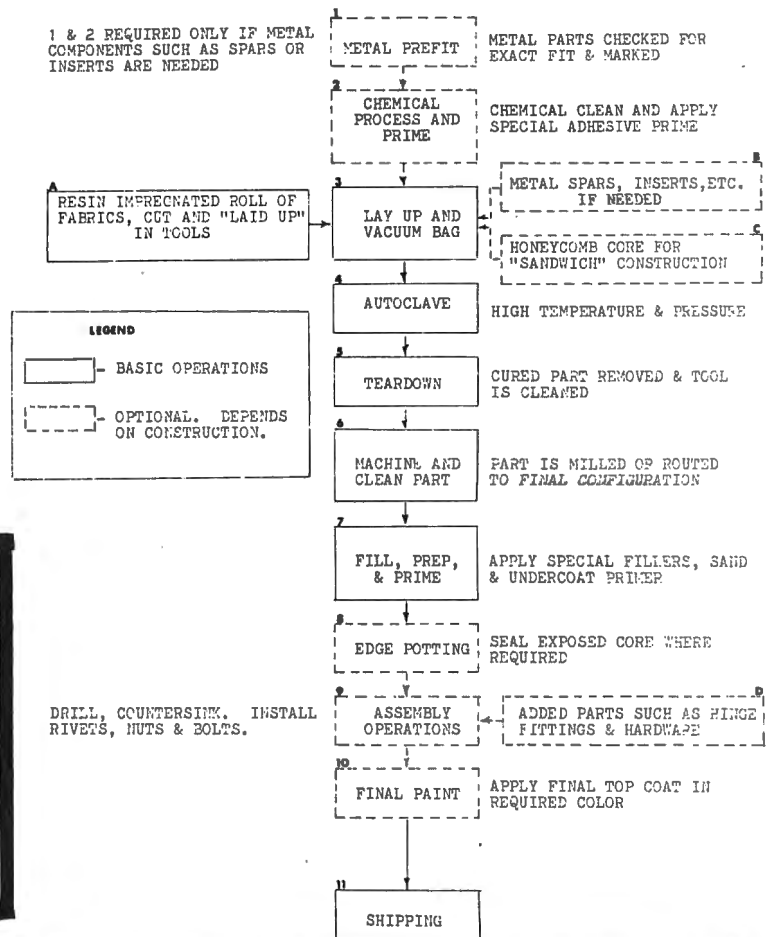 1 & 2 REQUIRED ONLY IF METAL
COMPONENTS SUCH AS SPARS OR
INSERTS ARE NEEDED
1
METAL PREFIT
METAL PARTS CHECKED FOR
EXACT FIT & MARKED
2
CHEMICAL
PROCESS AND
PRIME
CHEMICAL CLEAN AND APPLY
SPECIAL ADHESIVE PRIME
A
RESIN IMPREGNATED ROLL OF
FABRICS, CUT AND "LAID UP"
IN TOOLS
3
LAY UP AND
VACUUM BAG
B
METAL SPARS, INSERTS,ETC.
IF NEEDED
C
HONEYCOMB CORE FOR
"SANDWICH" CONSTRUCTION
4
AUTOCLAVE
HIGH TEMPERATURE & PRESSURE
LEGEND
- BASIC OPERATIONS
- OPTIONAL. DEPENDS
ON CONSTRUCTION.
5
TEARDOWN
CURED PART REMOVED & TOOL
IS CLEANED
6
MACHINE AND
CLEAN PART
PART IS MILLED OR ROUTED
TO FINAL CONFIGURATION
7
FILL, PREP,
& PRIME
APPLY SPECIAL FILLERS, SAND
& UNDERCOAT PRIMER
8
EDGE POTTING
SEAL EXPOSED CORE WHERE
REQUIRED
DRILL, COUNTERSINK. INSTALL
RIVETS, NUTS & BOLTS.
9
ASSEMBLY
OPERATIONS
D
ADDED PARTS SUCH AS HINGE
FITTINGS & HARDWARE
10
FINAL PAINT
APPLY FINAL TOP COAT IN
REQUIRED COLOR
11
SHIPPING